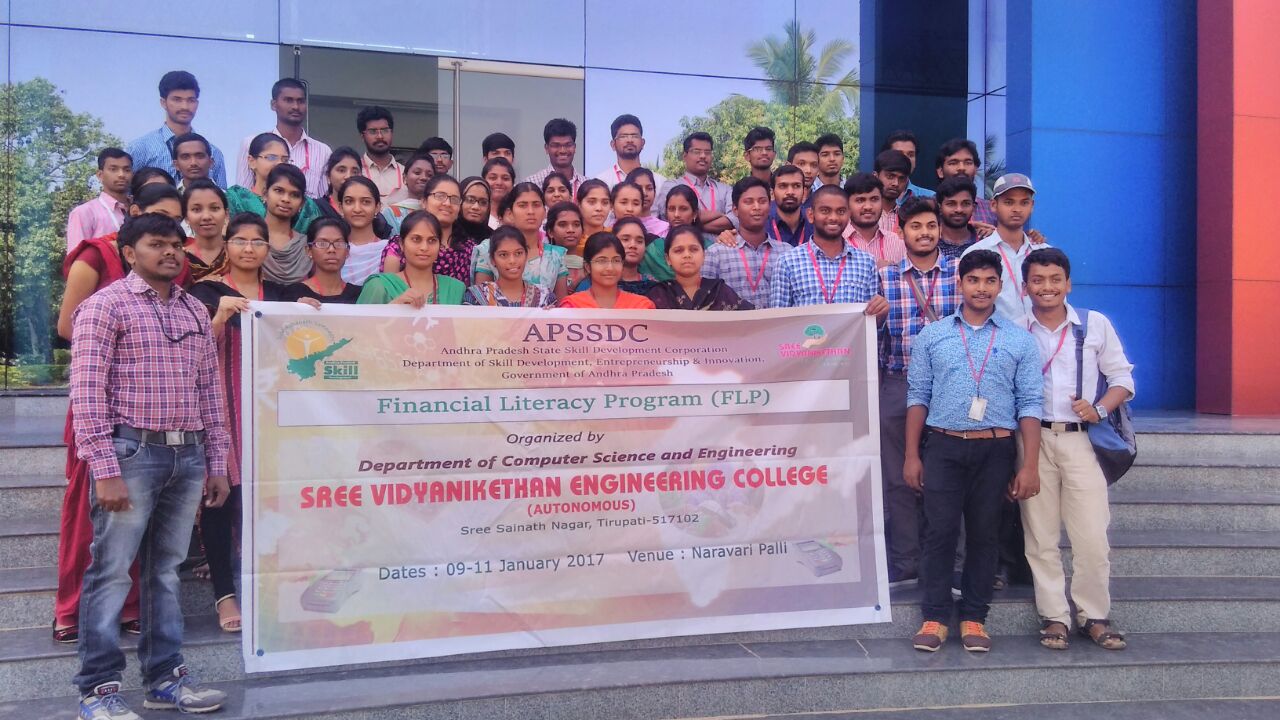 APSSDC
Andhra Pradesh State Skill Development Corporation
Department of Skill Development, Entrepreneurship & Innovation,
Government of Andhra Pradesh
Skill
SREE
VIDYANIKETHAN
Financial Literacy Program (FLP)
Organized by
Department of Computer Science and Engineering
SREE VIDYANIKETHAN ENGINEERING COLLEGE
(AUTONOMOUS)
Sree Sainath Nagar, Tirupati-517102
Dates : 09-11 January 2017 Venue : Naravari Palli